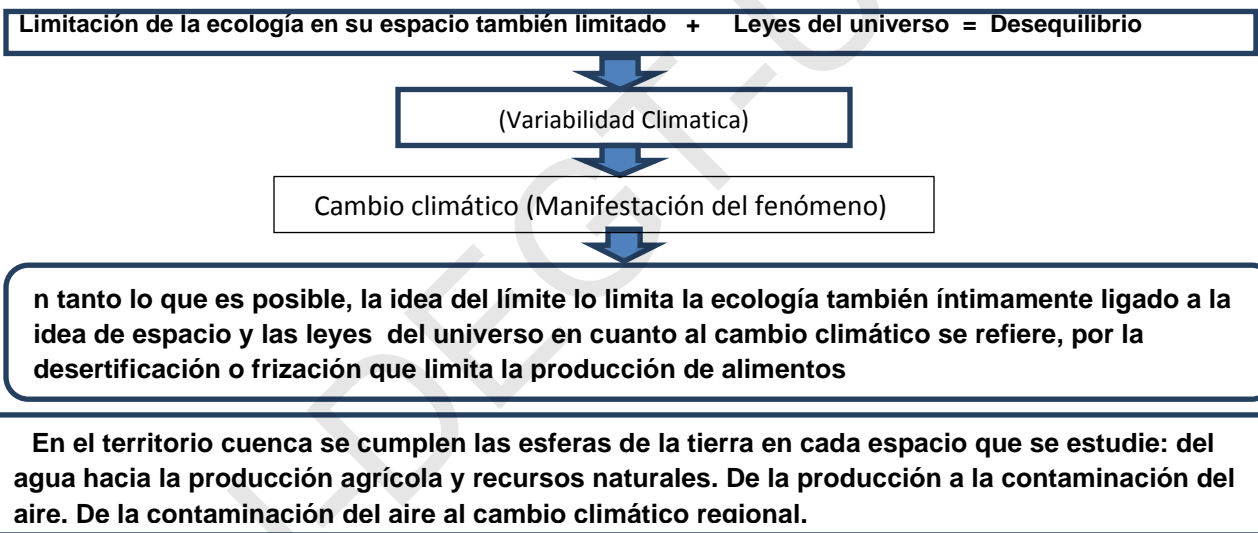 Limitación de la ecología en su espacio también limitado + Leyes del universo = Desequilibrio
(Variabilidad Climatica)
Cambio climático (Manifestación del fenómeno)
n tanto lo que es posible, la idea del límite lo limita la ecología también íntimamente ligado a la
idea de espacio y las leyes del universo en cuanto al cambio climático se refiere, por la
desertificación o frización que limita la producción de alimentos
En el territorio cuenca se cumplen las esferas de la tierra en cada espacio que se estudie: del
agua hacia la producción agrícola y recursos naturales. De la producción a la contaminación del
aire. De la contaminación del aire al cambio climático regional.